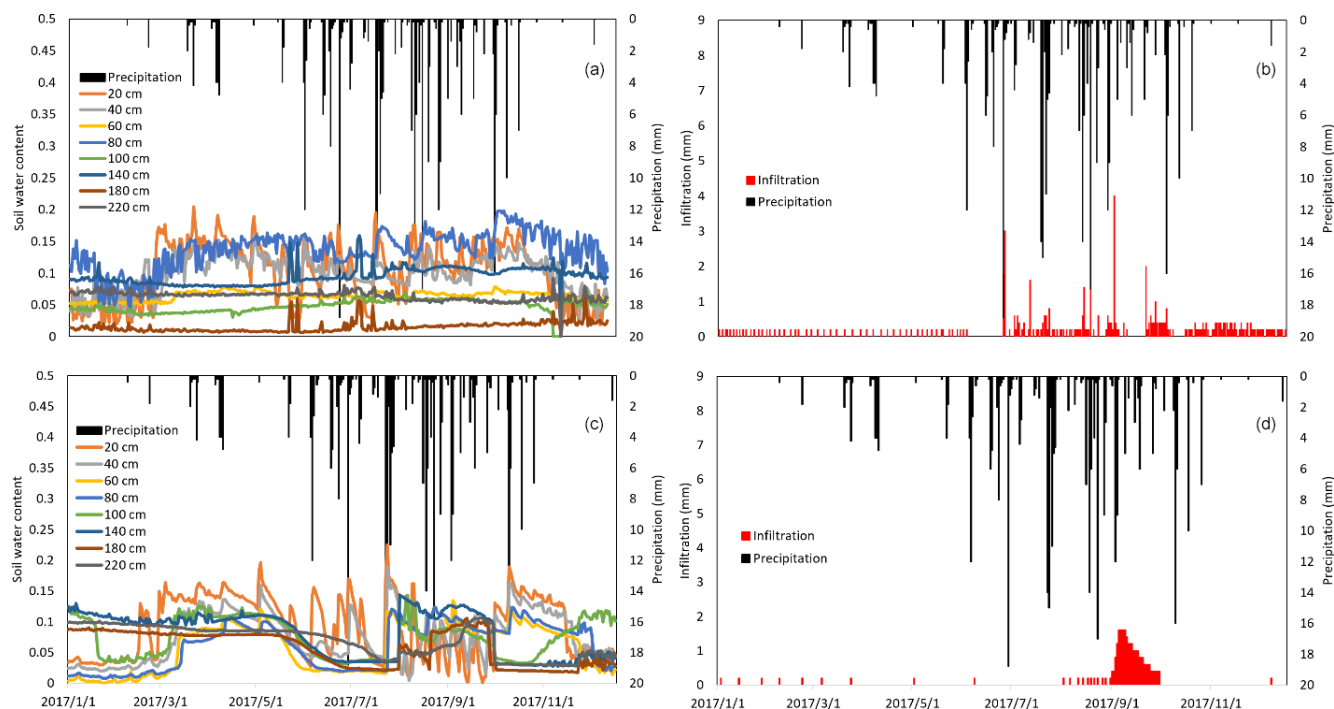 0.5
0.45
0.4
0.35
0.3
0.25
0.2
0.15
0.1
0.05
0
Soil water content
Precipitation
20 cm
40 cm
60 cm
80 cm
100 cm
140 cm
180 cm
220 cm
(a)
0
2
4
6
8
10
12
14
16
18
20
Precipitation (mm)
9
8
7
6
5
4
3
2
1
0
Infiltration (mm)
Infiltration
Precipitation
(b)
0
2
4
6
8
10
12
14
16
18
20
Precipitation (mm)
0.5
0.45
0.4
0.35
0.3
0.25
0.2
0.15
0.1
0.05
0
Soil water content
Precipitation
20 cm
40 cm
60 cm
80 cm
100 cm
140 cm
180 cm
220 cm
(c)
0
2
4
6
8
10
12
14
16
18
20
Precipitation (mm)
2017/1/1 2017/3/1 2017/5/1 2017/7/1 2017/9/1 2017/11/1
9
8
7
6
5
4
3
2
1
0
Infiltration (mm)
Infiltration
Precipitation
(d)
0
2
4
6
8
10
12
14
16
18
20
Precipitation (mm)
2017/1/1 2017/3/1 2017/5/1 2017/7/1 2017/9/1 2017/11/1